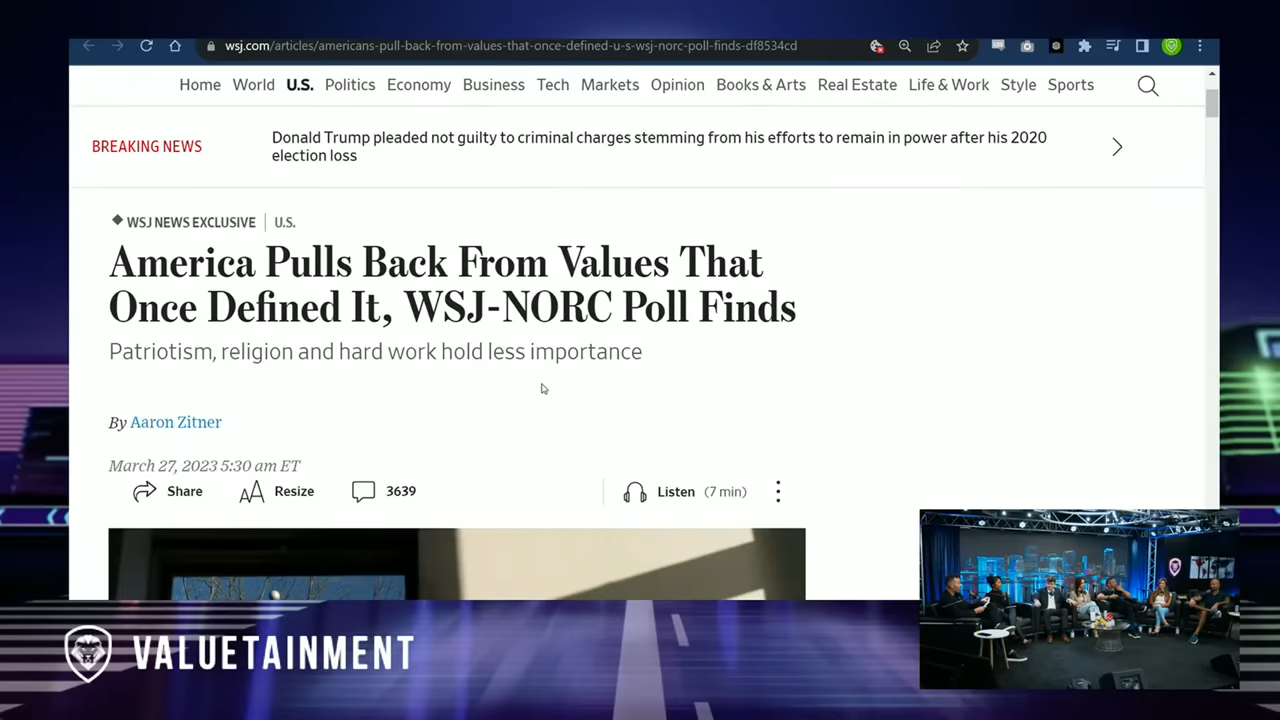 wsj.com/articles/americans-pull-back-from-values-that-once-defined-u-s-wsj-norc-poll-finds-df8534cd
Home World U.S. Politics Economy Business Tech Markets Opinion Books & Arts Real Estate Life & Work Style Sports
BREAKING NEWS
Donald Trump pleaded not guilty to criminal charges stemming from his efforts to remain in power after his 2020
election loss
WSJ NEWS EXCLUSIVE | U.S.
America Pulls Back From Values That
Once Defined It, WSJ-NORC Poll Finds
Patriotism, religion and hard work hold less importance
By Aaron Zitner
March 27, 2023 5:30 am ET
Share Resize 3639 Listen (7 min)
VALUETAINMENT